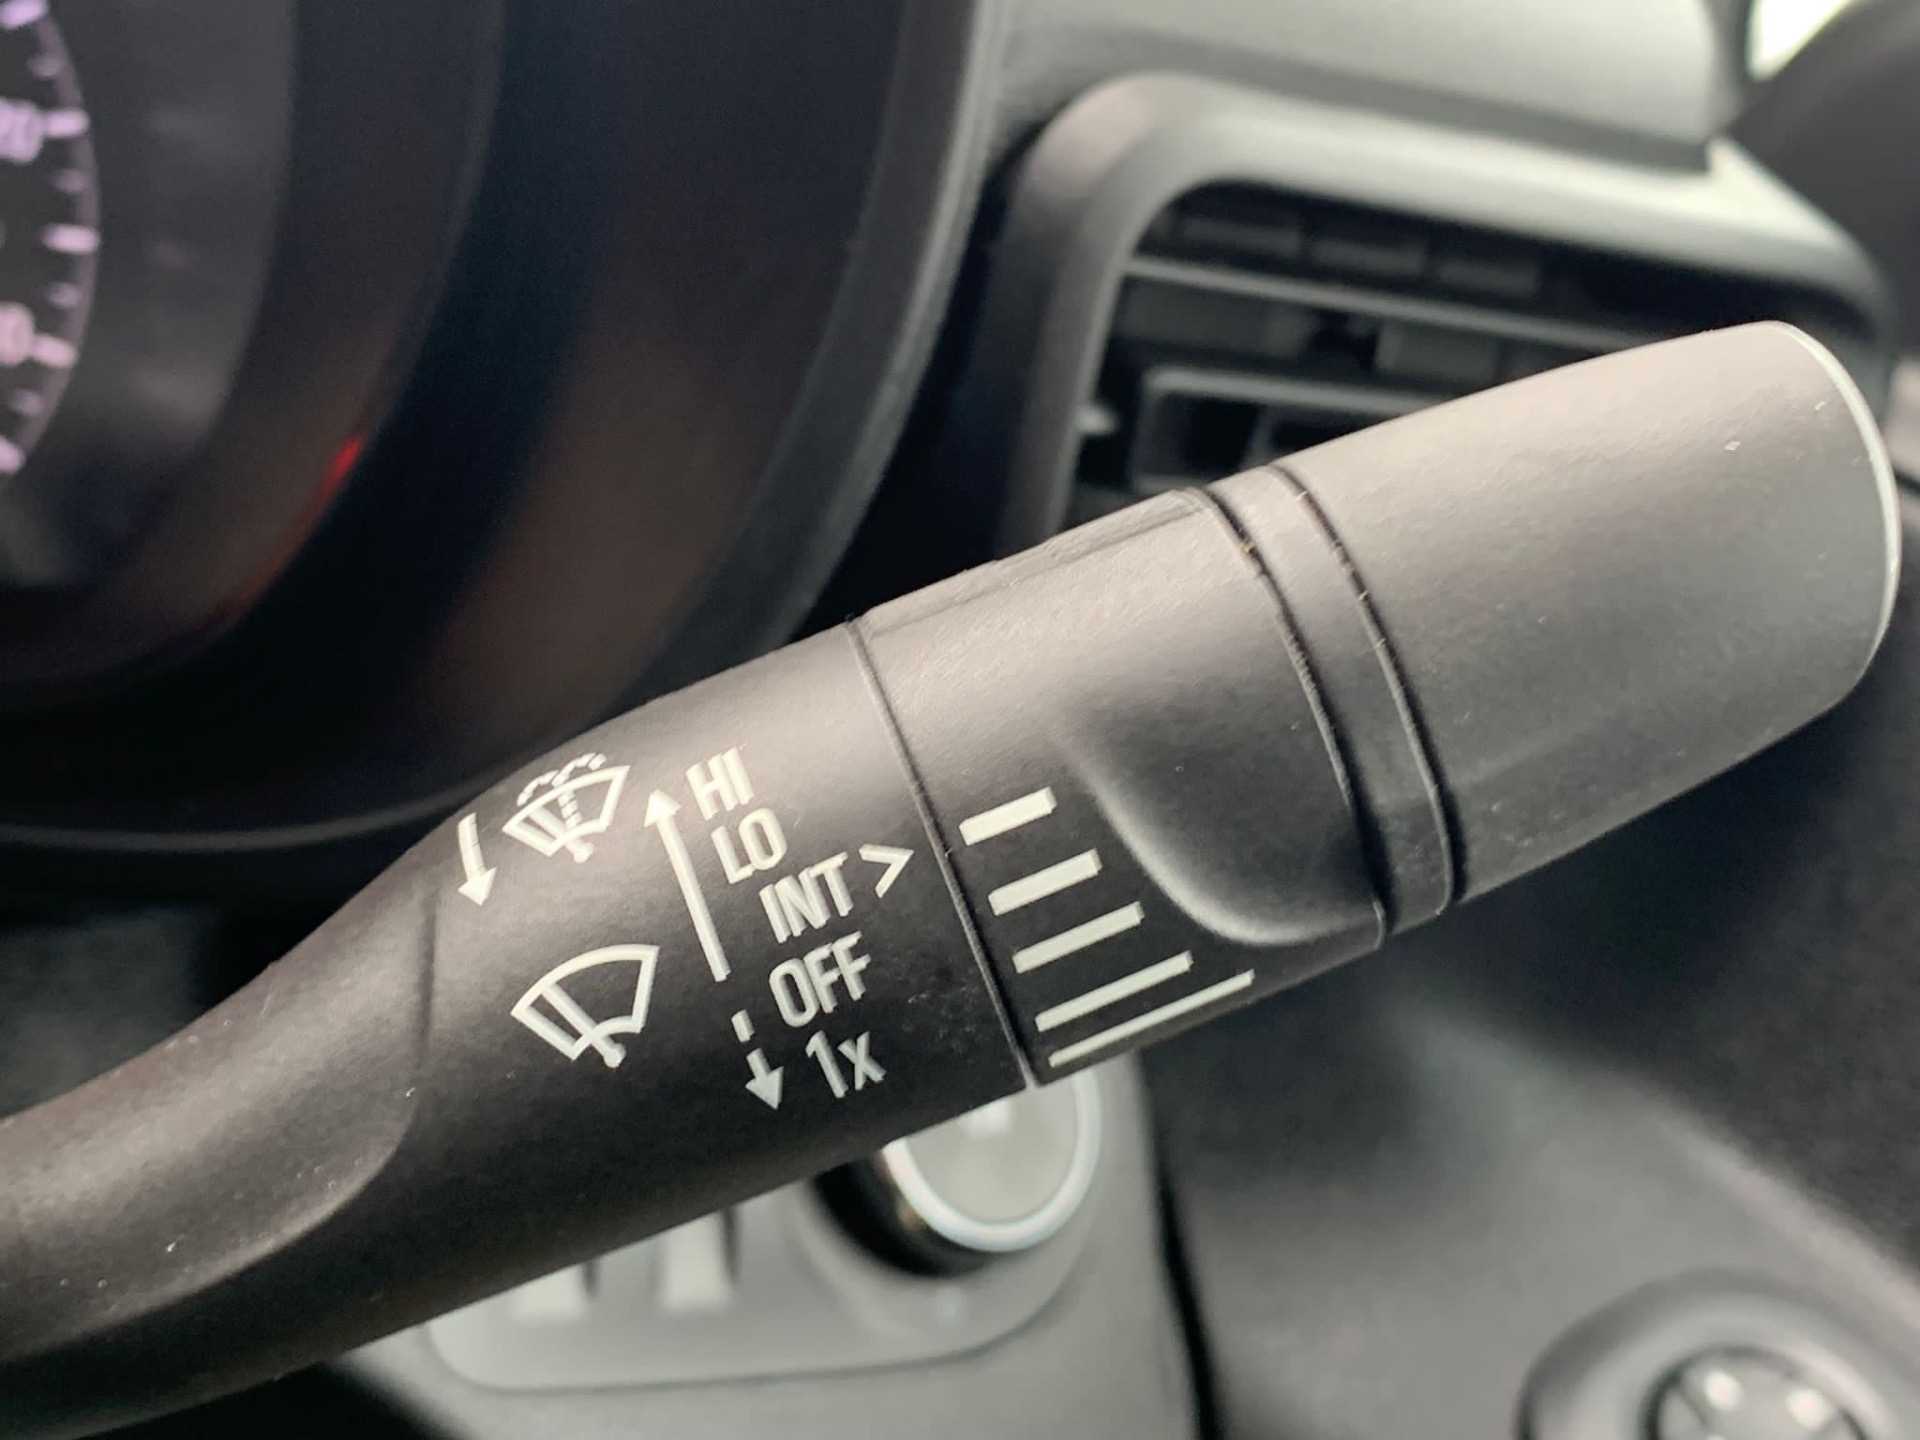 HI
LO
INT >
OFF
1x